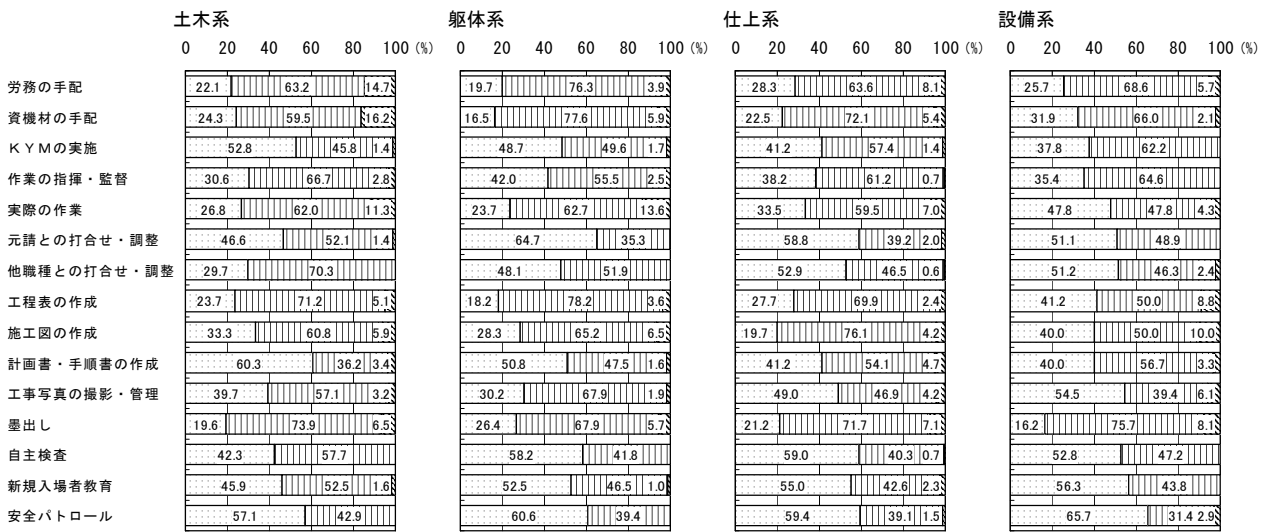 土木系 躯体系 仕上系 設備系
0 20 40 60 80 100 (%) 0 20 40 60 80 100 (%) 0 20 40 60 80 100 (%) 0 20 40 60 80 100 (%)
労務の手配 22.1 63.2 14.7 19.7 76.3 3.9 28.3 63.6 8.1 25.7 68.6 5.7
資機材の手配 24.3 59.5 16.2 16.5 77.6 5.9 22.5 72.1 5.4 31.9 66.0 2.1
ＫＹＭの実施 52.8 45.8 1.4 48.7 49.6 1.7 41.2 57.4 1.4 37.8 62.2
作業の指揮・監督 30.6 66.7 2.8 42.0 55.5 2.5 38.2 61.2 0.7 35.4 64.6
実際の作業 26.8 62.0 11.3 23.7 62.7 13.6 33.5 59.5 7.0 47.8 47.8 4.3
元請との打合せ・調整 46.6 52.1 1.4 64.7 35.3 58.8 39.2 2.0 51.1 48.9
他職種との打合せ・調整 29.7 70.3 48.1 51.9 52.9 46.5 0.6 51.2 46.3 2.4
工程表の作成 23.7 71.2 5.1 18.2 78.2 3.6 27.7 69.9 2.4 41.2 50.0 8.8
施工図の作成 33.3 60.8 5.9 28.3 65.2 6.5 19.7 76.1 4.2 40.0 50.0 10.0
計画書・手順書の作成 60.3 36.2 3.4 50.8 47.5 1.6 41.2 54.1 4.7 40.0 56.7 3.3
工事写真の撮影・管理 39.7 57.1 3.2 30.2 67.9 1.9 49.0 46.9 4.2 54.5 39.4 6.1
墨出し 19.6 73.9 6.5 26.4 67.9 5.7 21.2 71.7 7.1 16.2 75.7 8.1
自主検査 42.3 57.7 58.2 41.8 59.0 40.3 0.7 52.8 47.2
新規入場者教育 45.9 52.5 1.6 52.5 46.5 1.0 55.0 42.6 2.3 56.3 43.8
安全パトロール 57.1 42.9 60.6 39.4 59.4 39.1 1.5 65.7 31.4 2.9